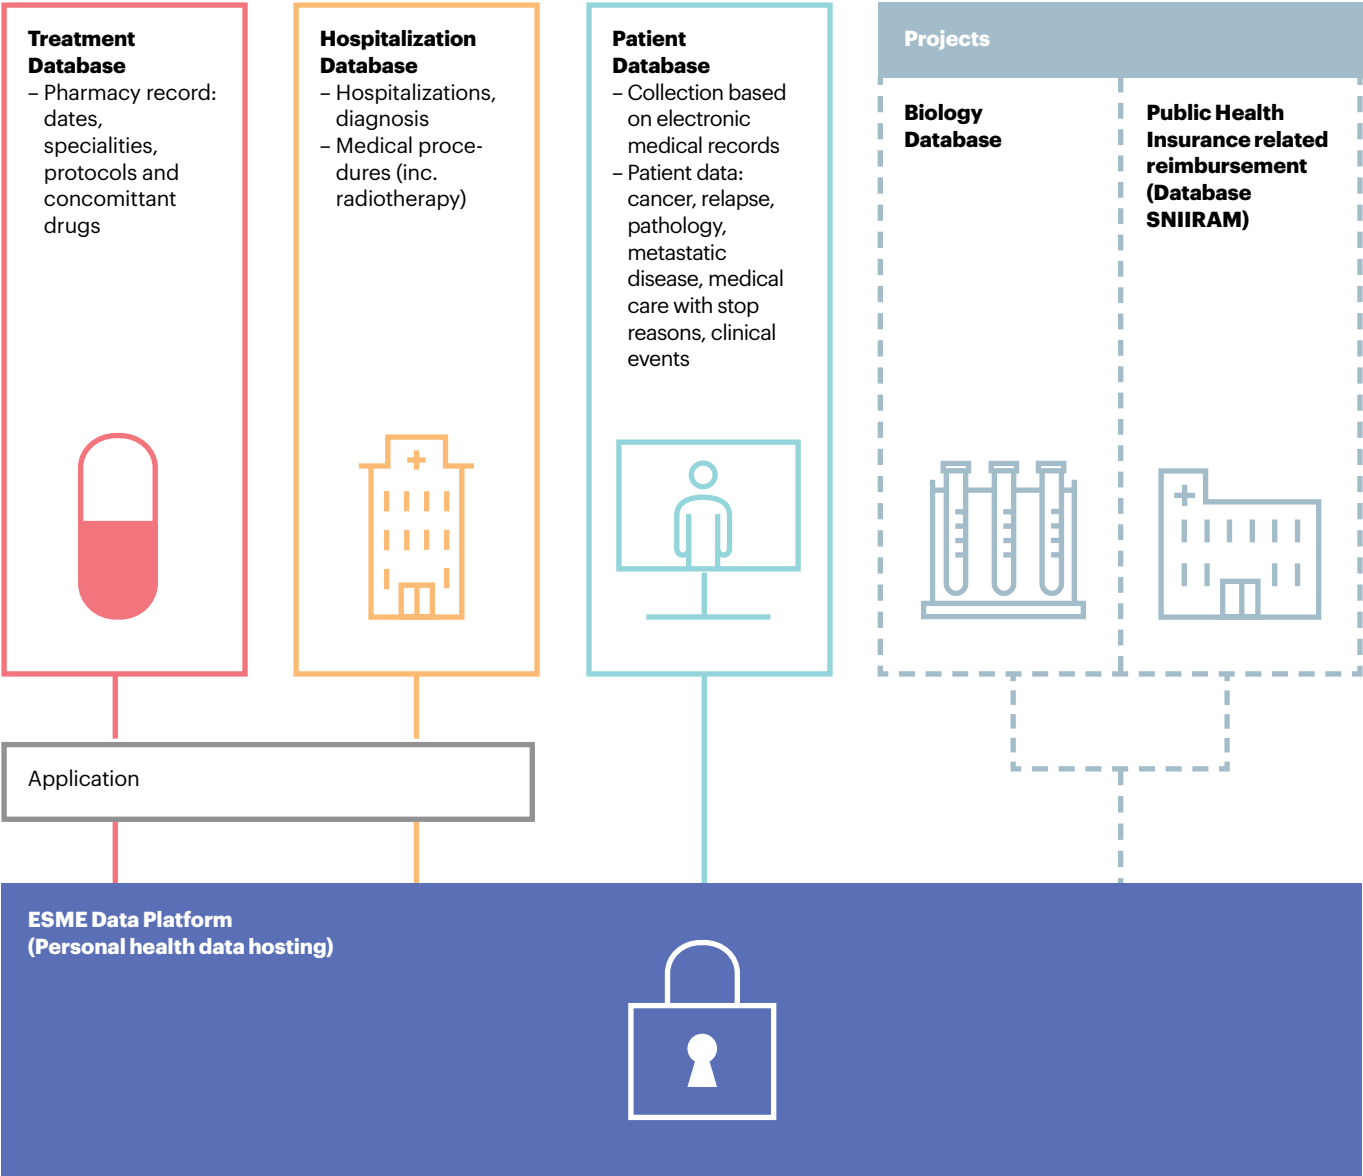 Treatment
Database
– Pharmacy record:
dates,
specialities,
protocols and
concomittant
drugs
Hospitalization
Database
– Hospitalizations,
diagnosis
– Medical proce-
dures (inc.
radiotherapy)
Patient
Database
– Collection based
on electronic
medical records
– Patient data:
cancer, relapse,
pathology,
metastatic
disease, medical
care with stop
reasons, clinical
events
Projects
Biology
Database
Public Health
Insurance related
reimbursement
(Database
SNIIRAM)
Application
ESME Data Platform
(Personal health data hosting)